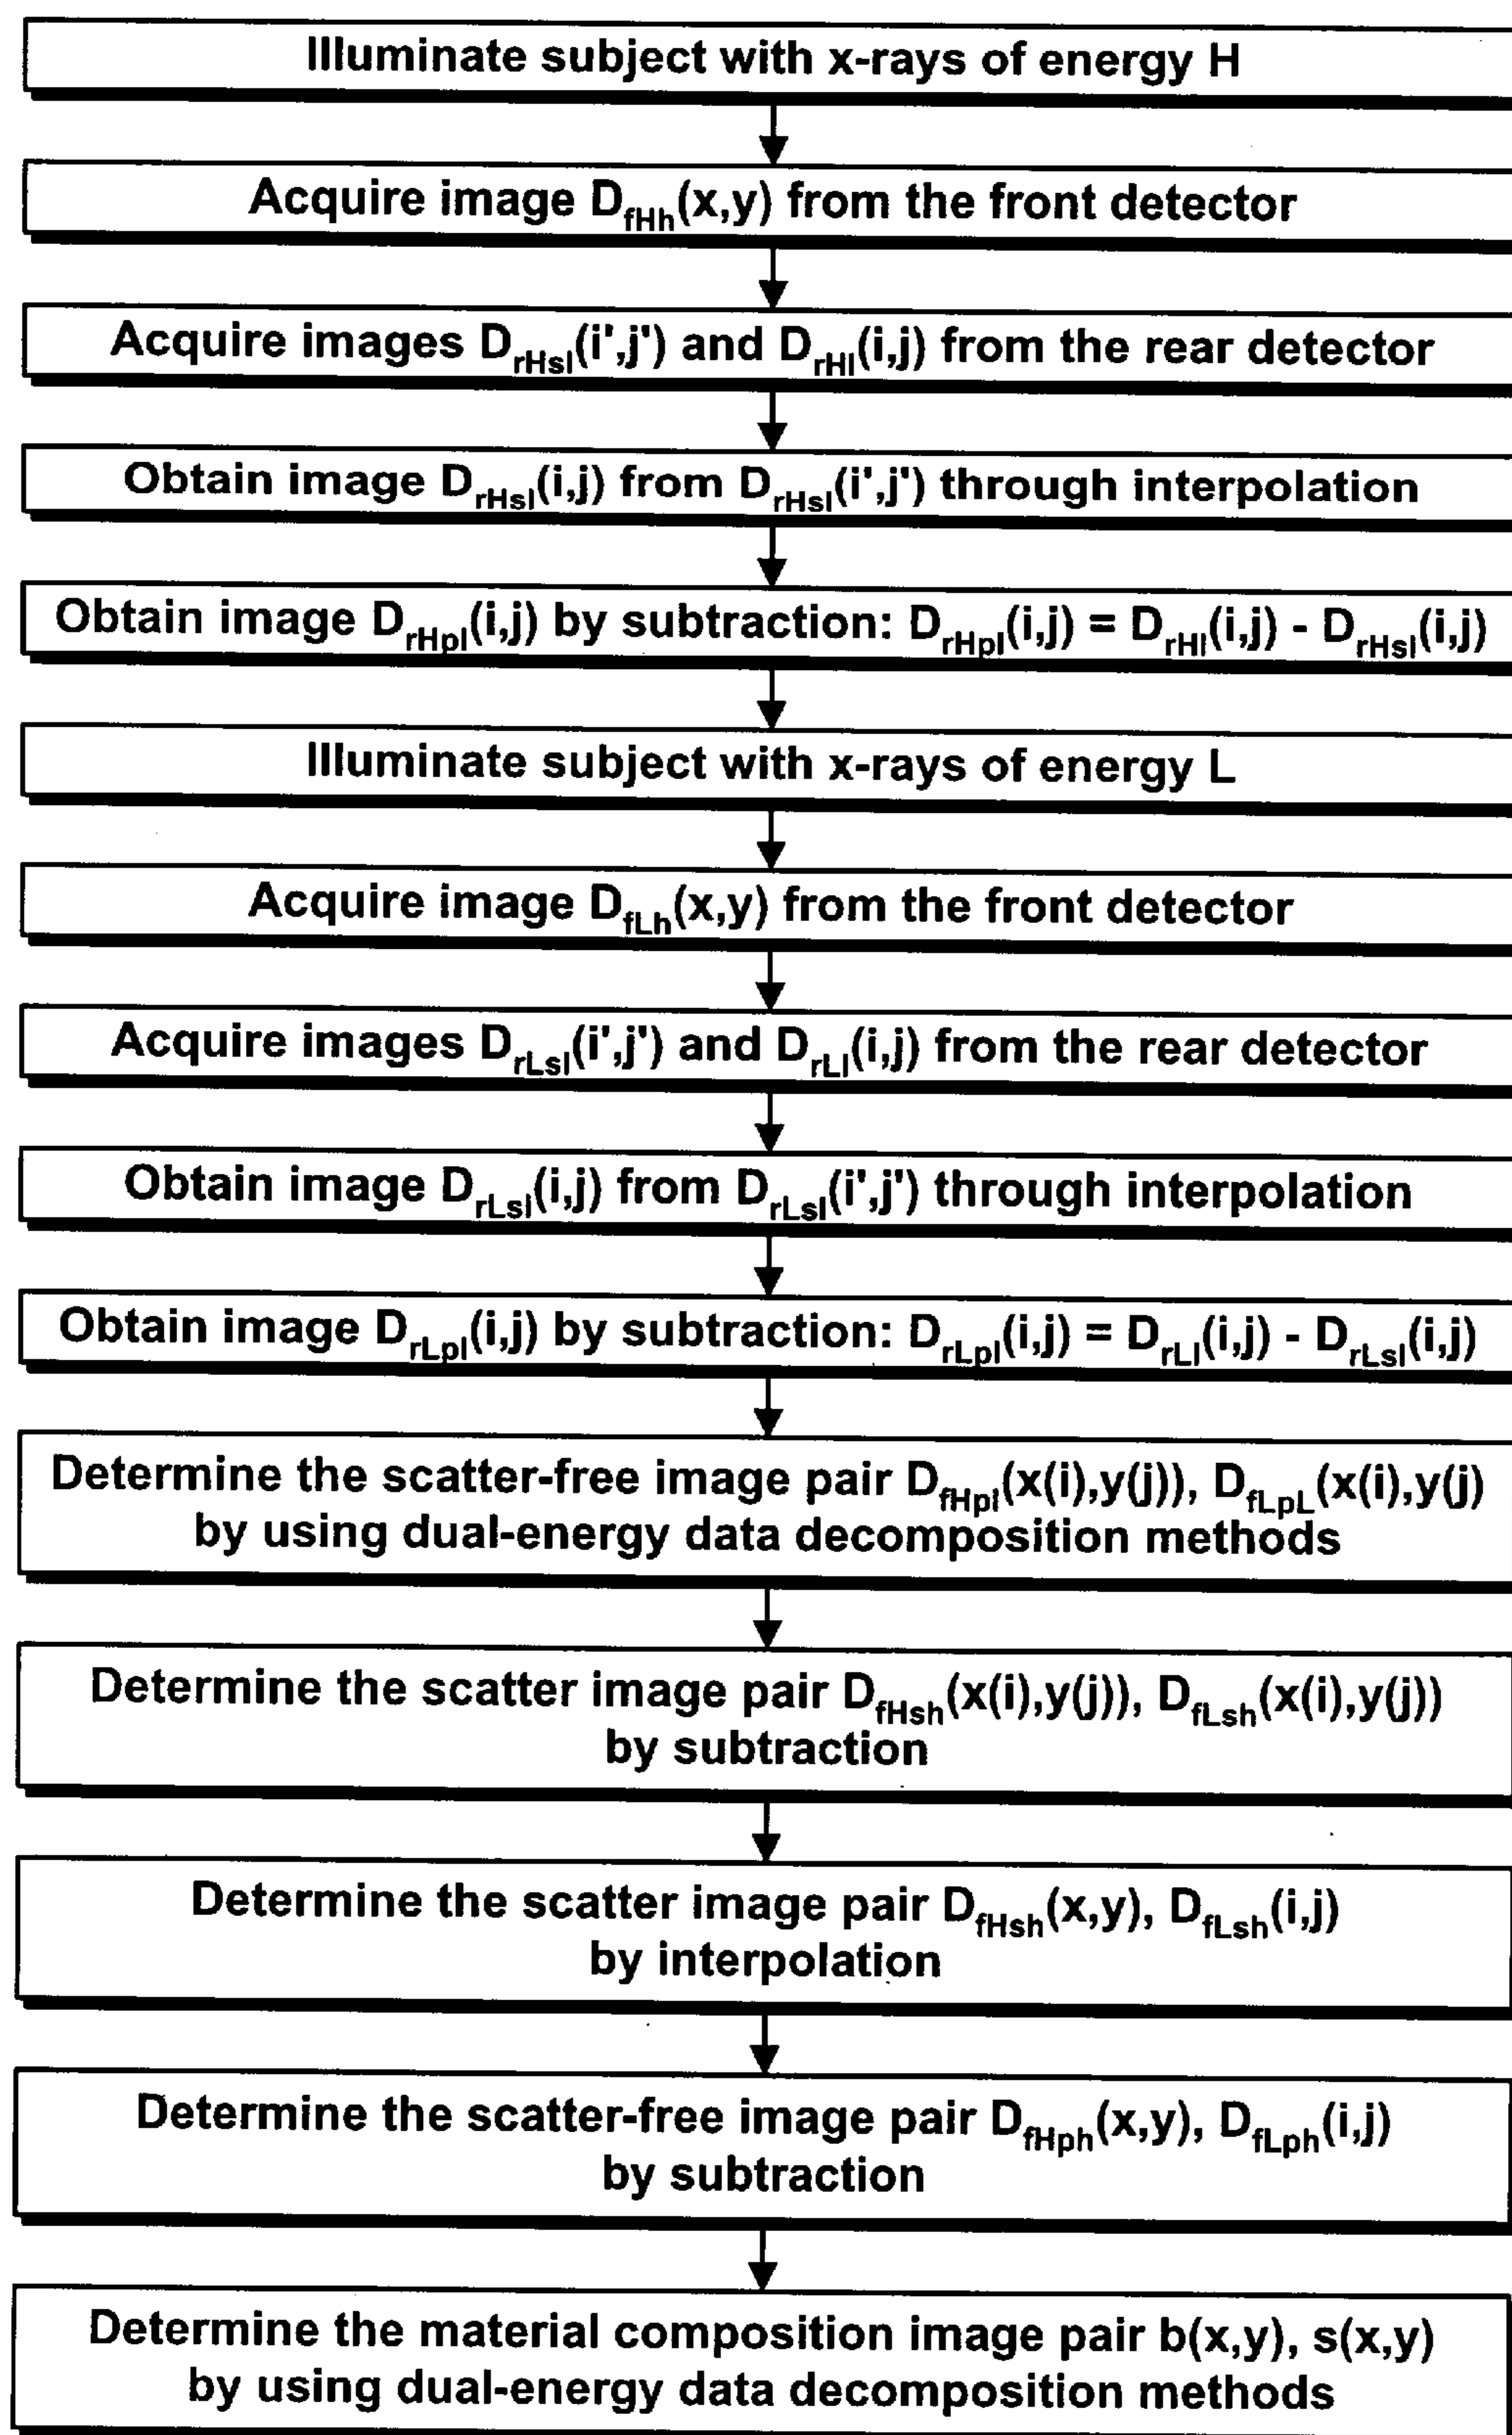 Illuminate subject with x-rays of energy H
Acquire image DfHh(x,y) from the front detector
Acquire images DrHsl(i',j') and DrHl(i,j) from the rear detector
Obtain image DrHsl(i,j) from DrHsl(i',j') through interpolation
Obtain image DrHpl(i,j) by subtraction: DrHpl(i,j) = DrHl(i,j) - DrHsl(i,j)
Illuminate subject with x-rays of energy L
Acquire image DfLh(x,y) from the front detector
Acquire images DrLsl(i',j') and DrLl(i,j) from the rear detector
Obtain image DrLsl(i,j) from DrLsl(i',j') through interpolation
Obtain image DrLpl(i,j) by subtraction: DrLpl(i,j) = DrLl(i,j) - DrLsl(i,j)
Determine the scatter-free image pair DfHpl(x(i),y(j)), DfLpL(x(i),y(j)
by using dual-energy data decomposition methods
Determine the scatter image pair DfHsh(x(i),y(j)), DfLsh(x(i),y(j))
by subtraction
Determine the scatter image pair DfHsh(x,y), DfLsh(i,j)
by interpolation
Determine the scatter-free image pair DfHph(x,y), DfLph(i,j)
by subtraction
Determine the material composition image pair b(x,y), s(x,y)
by using dual-energy data decomposition methods